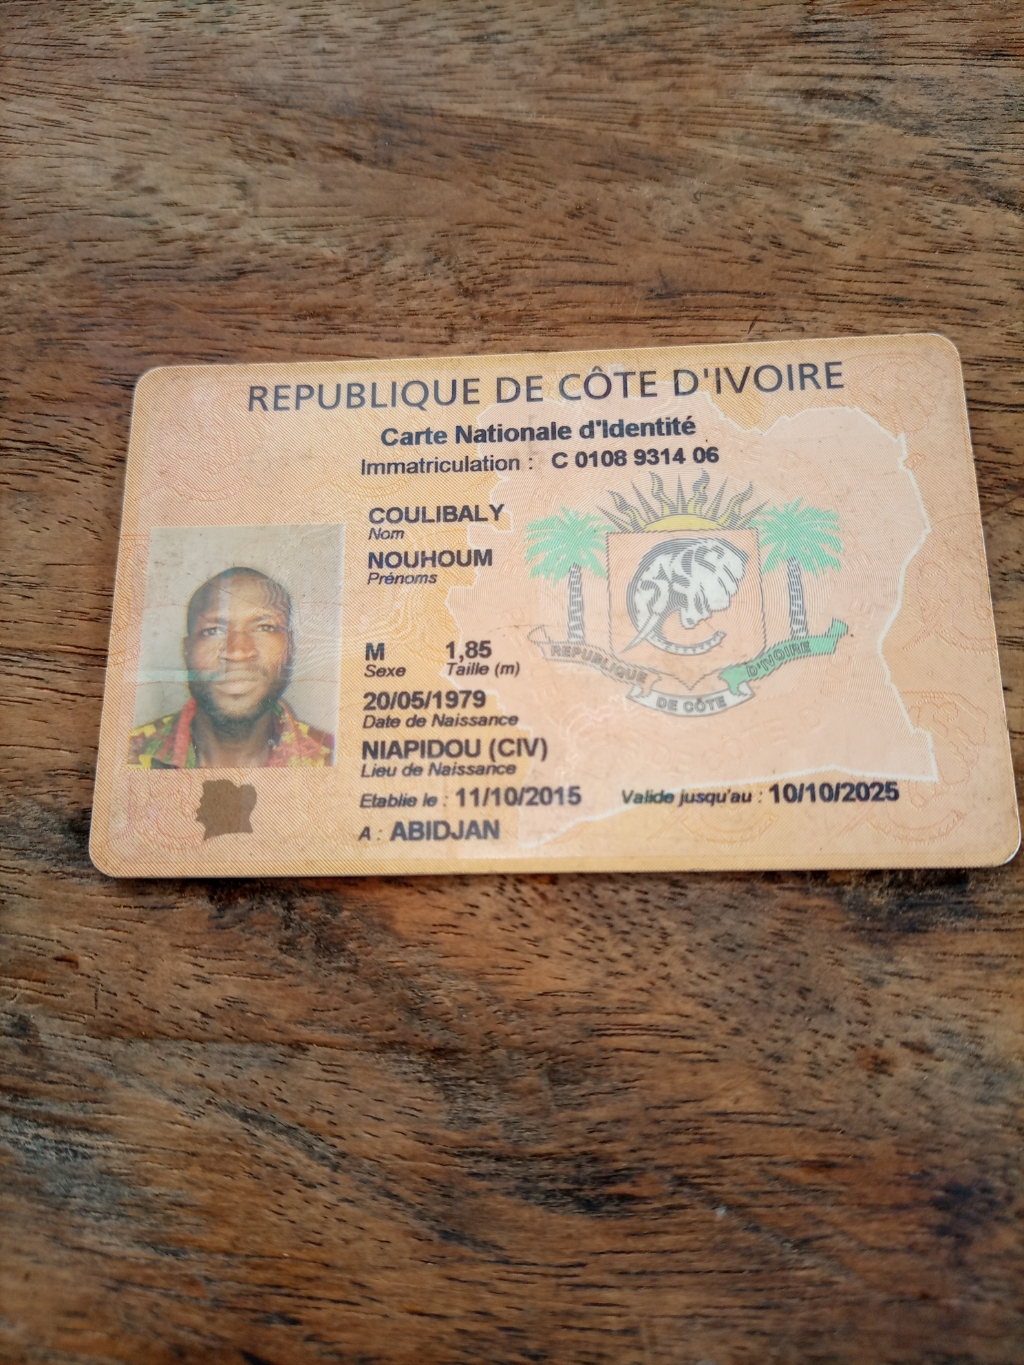 REPUBLIQUE DE CÔTE D'IVOIRE
Carte Nationale d'Identité
Immatriculation : C 0108 9314 06
COULIBALY
Nom
NOUHOUM
Prénoms
M 1,85
Sexe Taille (m)
20/05/1979
Date de Naissance
NIAPIDOU (CIV)
Lieu de Naissance
Etablie le : 11/10/2015 Valide jusqu'au : 10/10/2025
A : ABIDJAN
REPUBLIQUE DE CÔTE D'IVOIRE